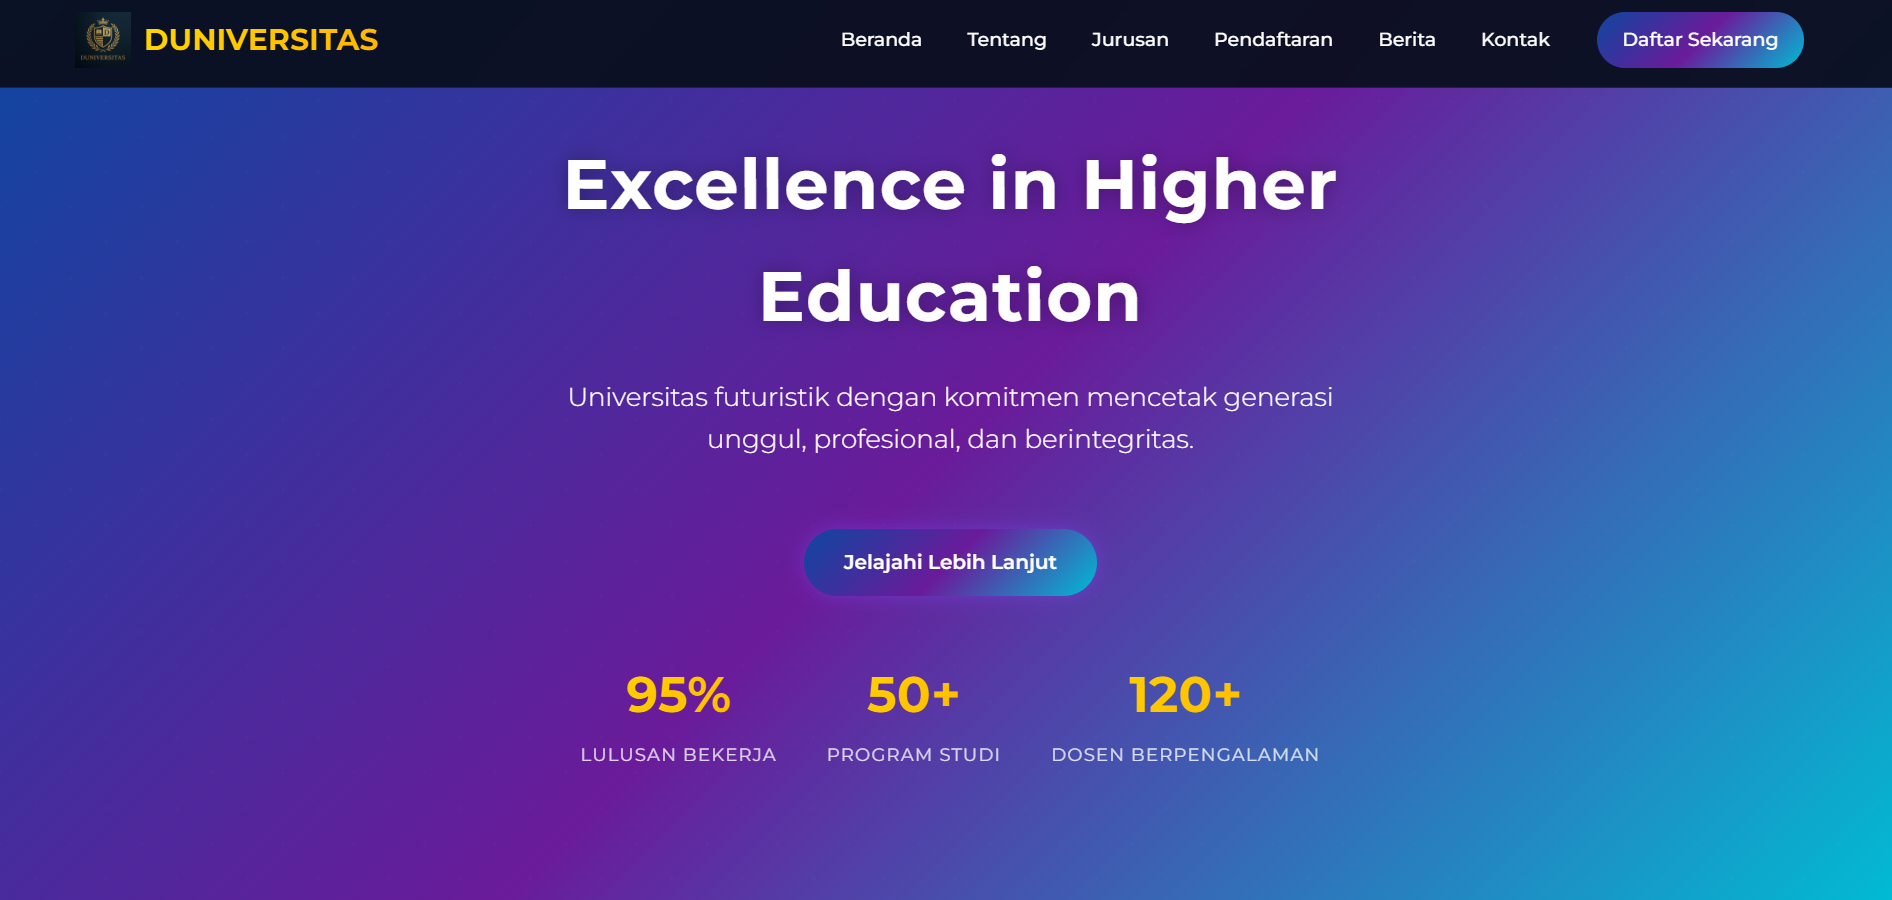 DUNIVERSITAS
DUNIVERSITAS
Beranda
Tentang
Jurusan
Pendaftaran
Berita
Kontak
Daftar Sekarang
Excellence in Higher
Education
Universitas futuristik dengan komitmen mencetak generasi
unggul, profesional, dan berintegritas.
Jelajahi Lebih Lanjut
95%
LULUSAN BEKERJA
50+
PROGRAM STUDI
120+
DOSEN BERPENGALAMAN